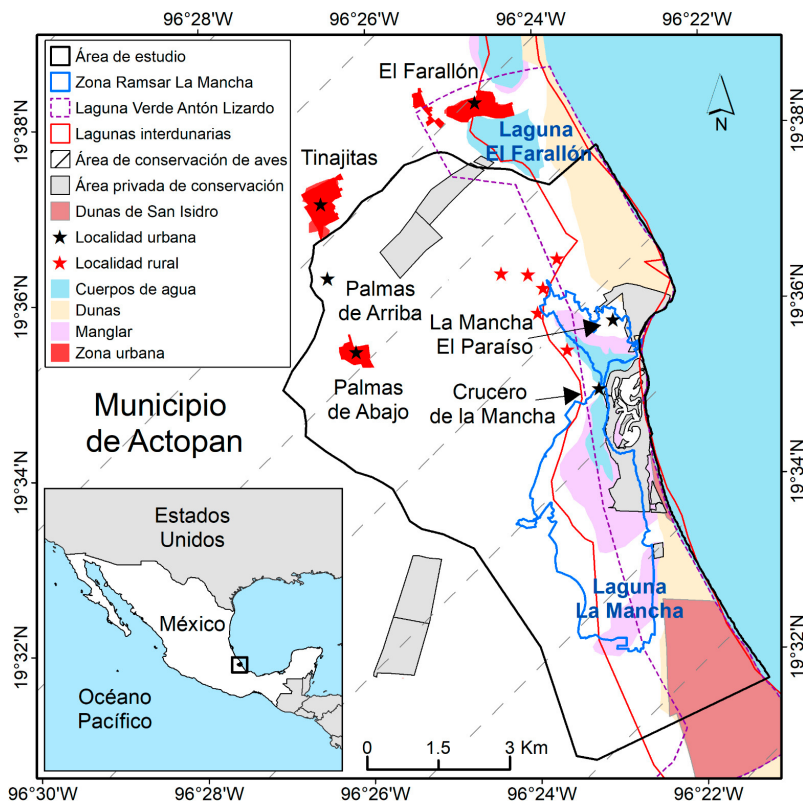 96°28'W
96°26'W
96°24'W
96°22'W
Área de estudio
Zona Ramsar La Mancha
Laguna Verde Antón Lizardo
Lagunas interdunarias
Área de conservación de aves
Área privada de conservación
Dunas de San Isidro
Localidad urbana
Localidad rural
Cuerpos de agua
Dunas
Manglar
Zona urbana
El Farallón
Laguna
El Farallón
N
Tinajitas
Palmas
de Arriba
La Mancha
El Paraíso
Palmas
de Abajo
Crucero
de la Mancha
Municipio
de Actopan
Laguna
La Mancha
Estados
Unidos
México
Océano
Pacífico
0 1.5 3 Km
19°38'N
19°36'N
19°34'N
19°32'N
19°38'N
19°36'N
19°34'N
19°32'N
96°30'W
96°28'W
96°26'W
96°24'W
96°22'W